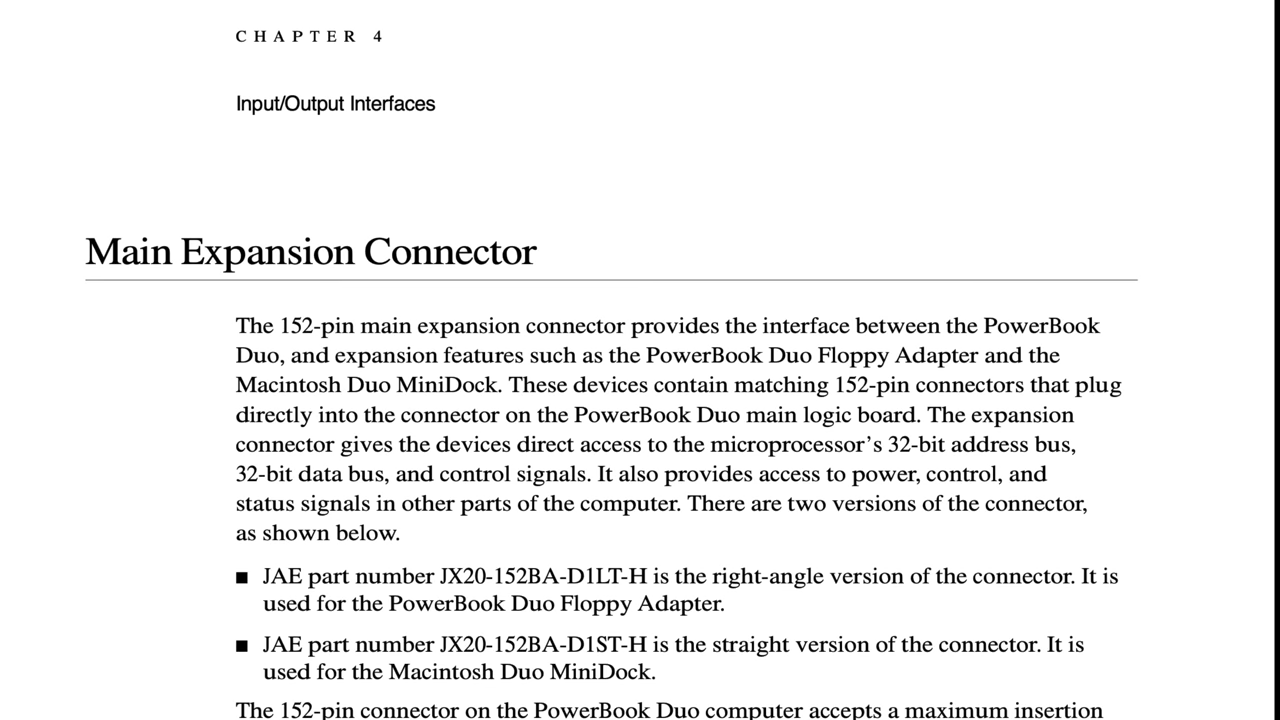 CHAPTER 4
Input/Output Interfaces
Main Expansion Connector
The 152-pin main expansion connector provides the interface between the PowerBook
Duo, and expansion features such as the PowerBook Duo Floppy Adapter and the
Macintosh Duo MiniDock. These devices contain matching 152-pin connectors that plug
directly into the connector on the PowerBook Duo main logic board. The expansion
connector gives the devices direct access to the microprocessor’s 32-bit address bus,
32-bit data bus, and control signals. It also provides access to power, control, and
status signals in other parts of the computer. There are two versions of the connector,
as shown below.
■ JAE part number JX20-152BA-D1LT-H is the right-angle version of the connector. It is
used for the PowerBook Duo Floppy Adapter.
■ JAE part number JX20-152BA-D1ST-H is the straight version of the connector. It is
used for the Macintosh Duo MiniDock.
The 152-pin connector on the PowerBook Duo computer accepts a maximum insertion